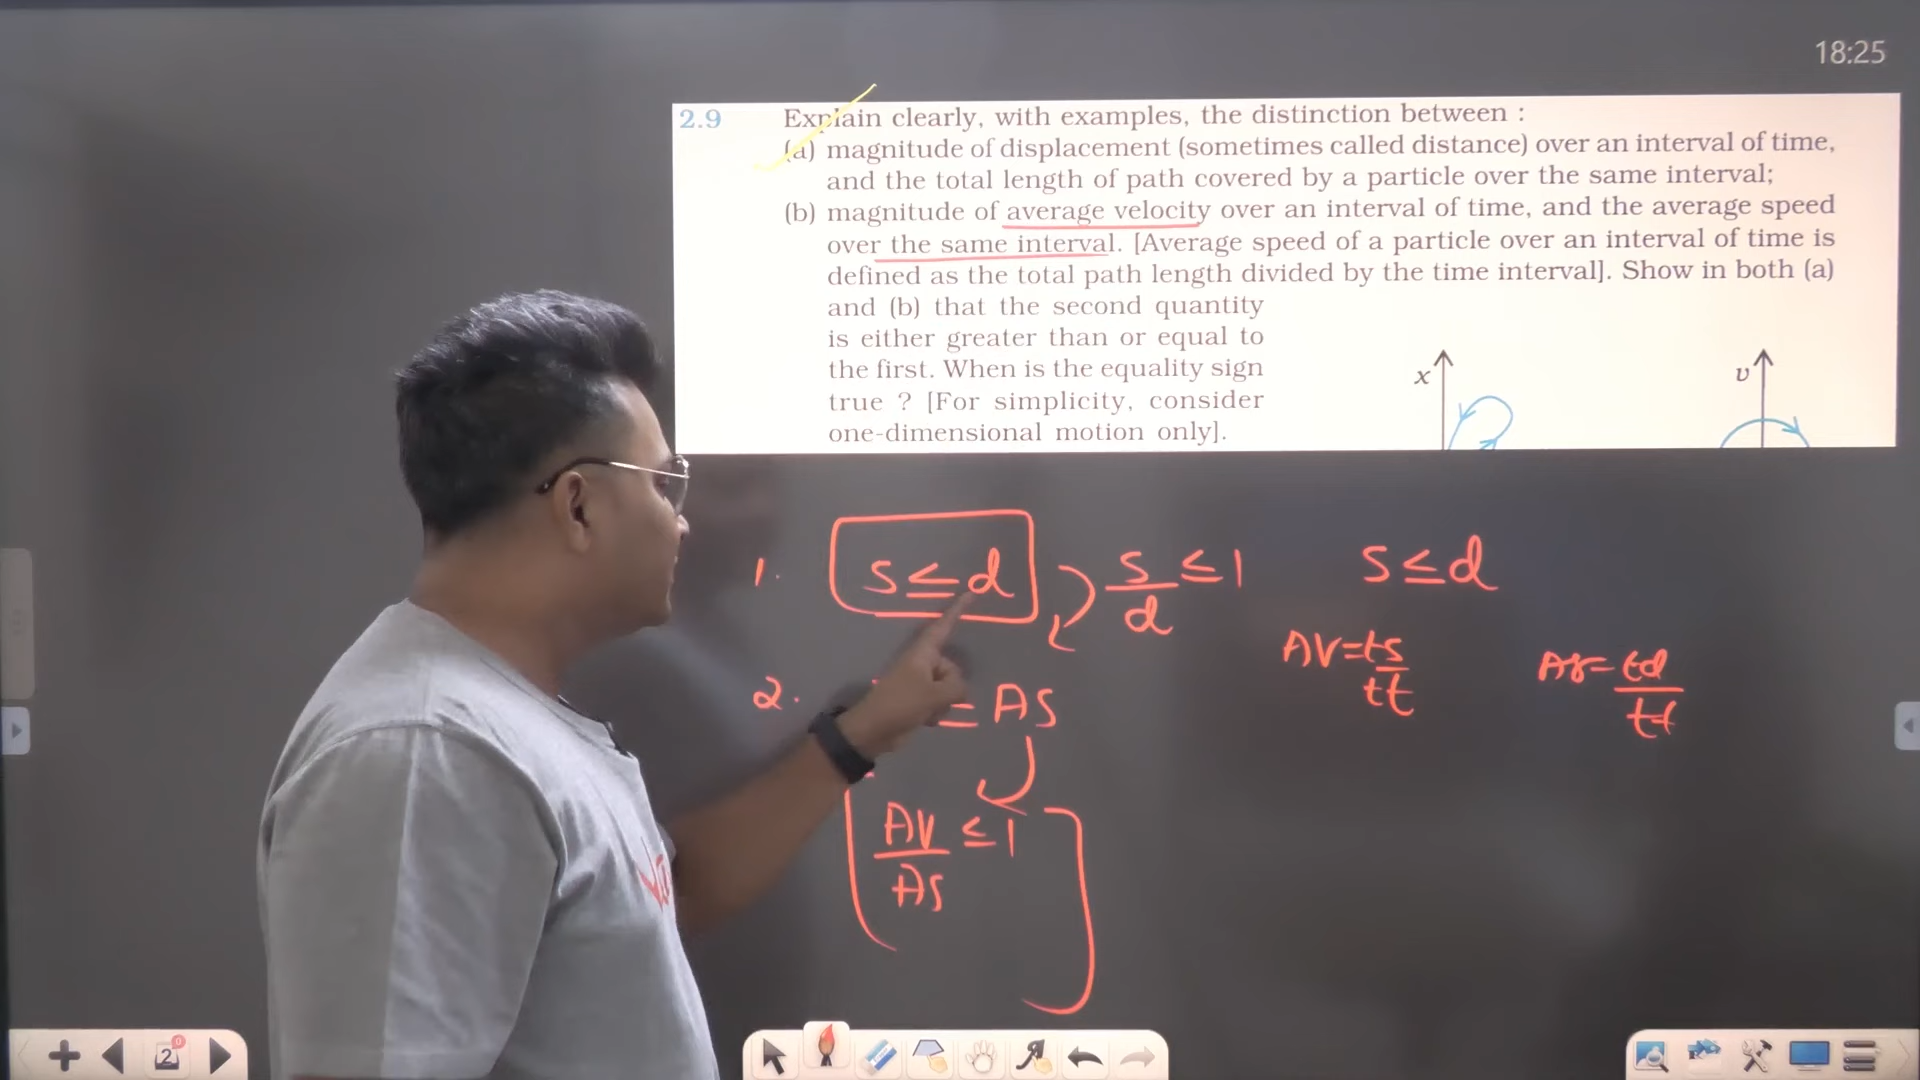 18:25
2.9 Explain clearly, with examples, the distinction between :
(a) magnitude of displacement (sometimes called distance) over an interval of time,
and the total length of path covered by a particle over the same interval;
(b) magnitude of average velocity over an interval of time, and the average speed
over the same interval. [Average speed of a particle over an interval of time is
defined as the total path length divided by the time interval]. Show in both (a)
and (b) that the second quantity
is either greater than or equal to
the first. When is the equality sign
true ? [For simplicity, consider
one-dimensional motion only].
x
v
1. s ≤ d
s/d ≤ 1
s ≤ d
AV = ts/tt
AS = td/tt
2. = AS
AV/AS ≤ 1
2